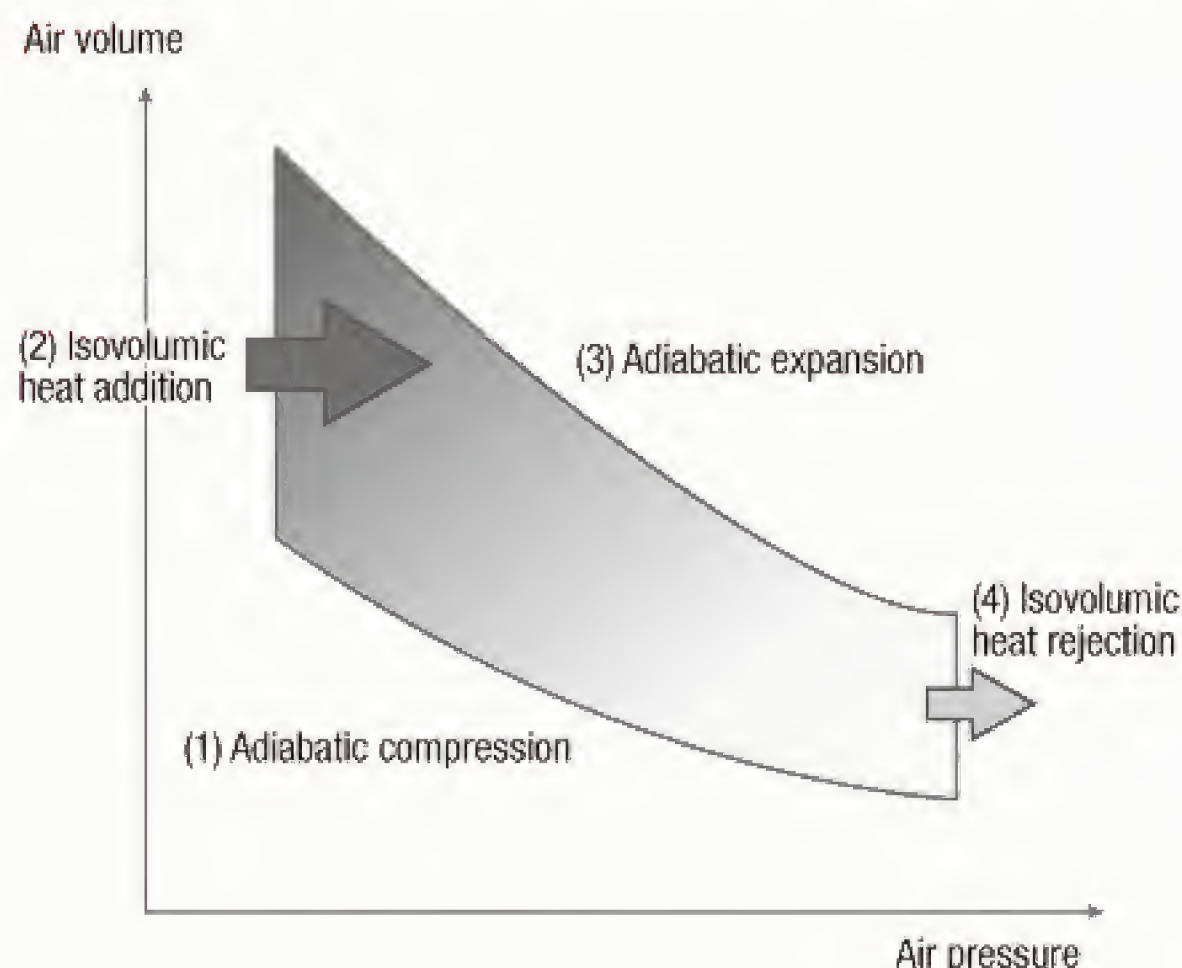 Air volume
(2) Isovolumic
heat addition
(3) Adiabatic expansion
(4) Isovolumic
heat rejection
(1) Adiabatic compression
Air pressure